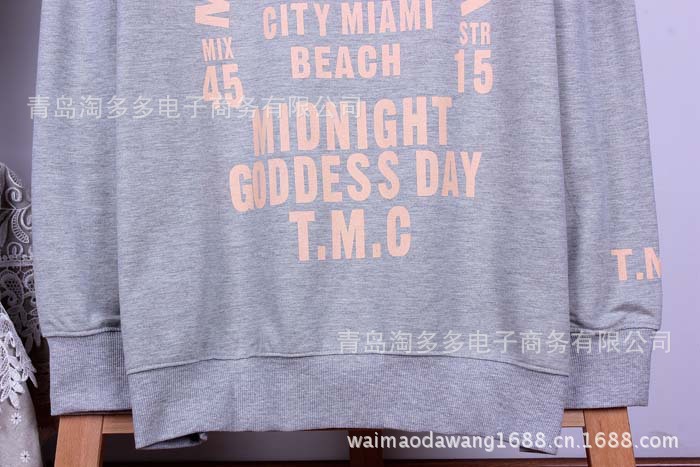 CITY MIAMI
BEACH
MIX
45
STR
15
MIDNIGHT
GODDESS DAY
T.M.C
T.M
青岛淘多多电子商务有限公司
青岛淘多多电子商务有限公司
waimaodawang1688.cn.1688.com